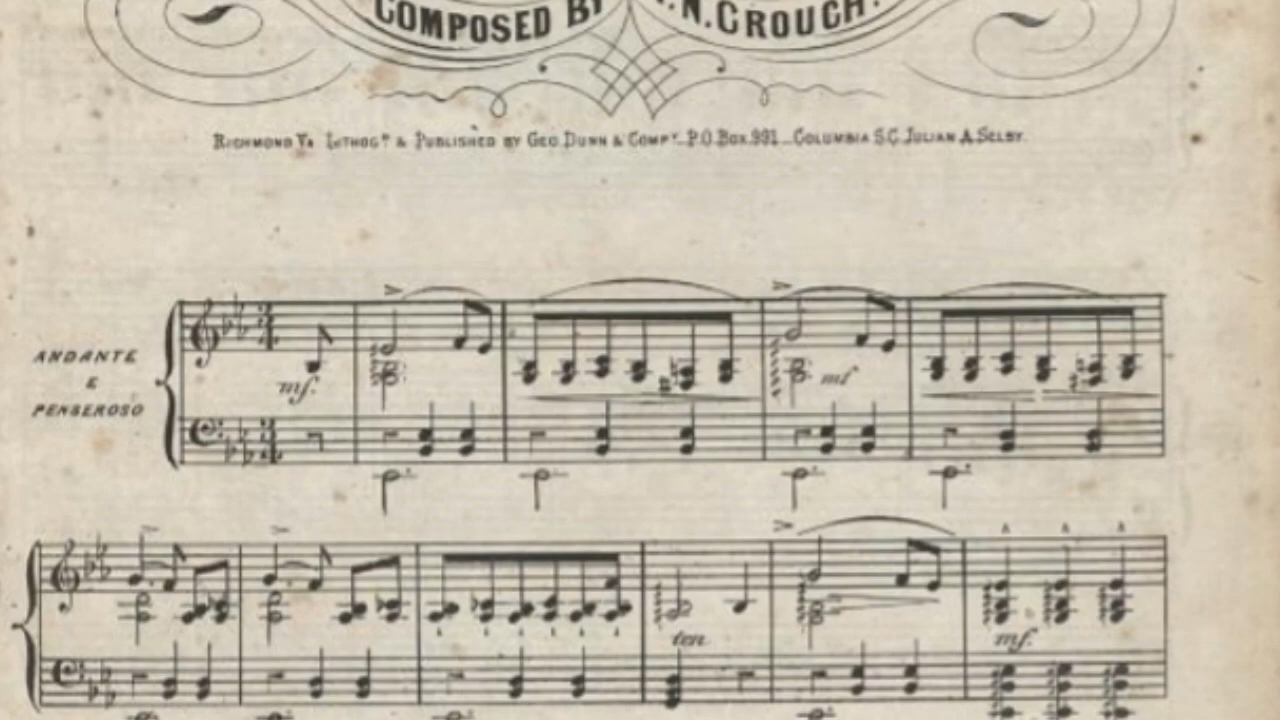 COMPOSED BY F.N. CROUCH.
RICHMOND Va LITHOGD & PUBLISHED BY GEO. DUNN & COMPY. P.O. BOX. 991 _ COLUMBIA S.C. JULIAN A. SELBY.
ANDANTE
E
PENSEROSO
mf.
mf
ten
mf.